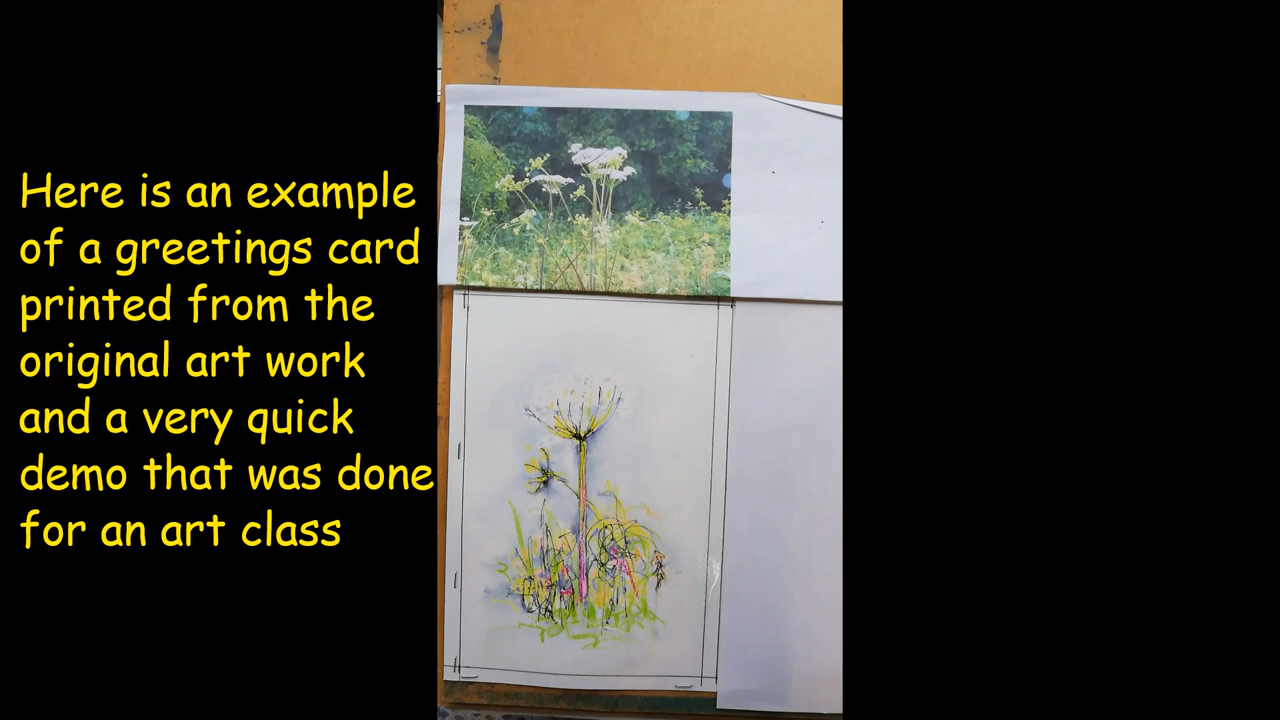 Here is an example
of a greetings card
printed from the
original art work
and a very quick
demo that was done
for an art class